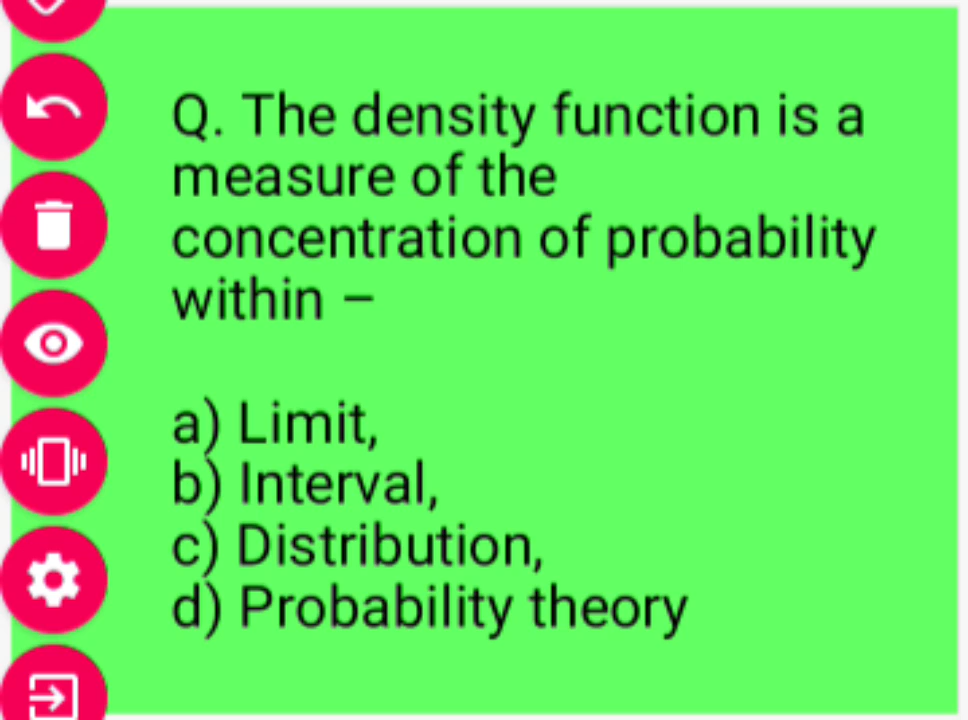 Q. The density function is a
measure of the
concentration of probability
within –
a) Limit,
b) Interval,
c) Distribution,
d) Probability theory